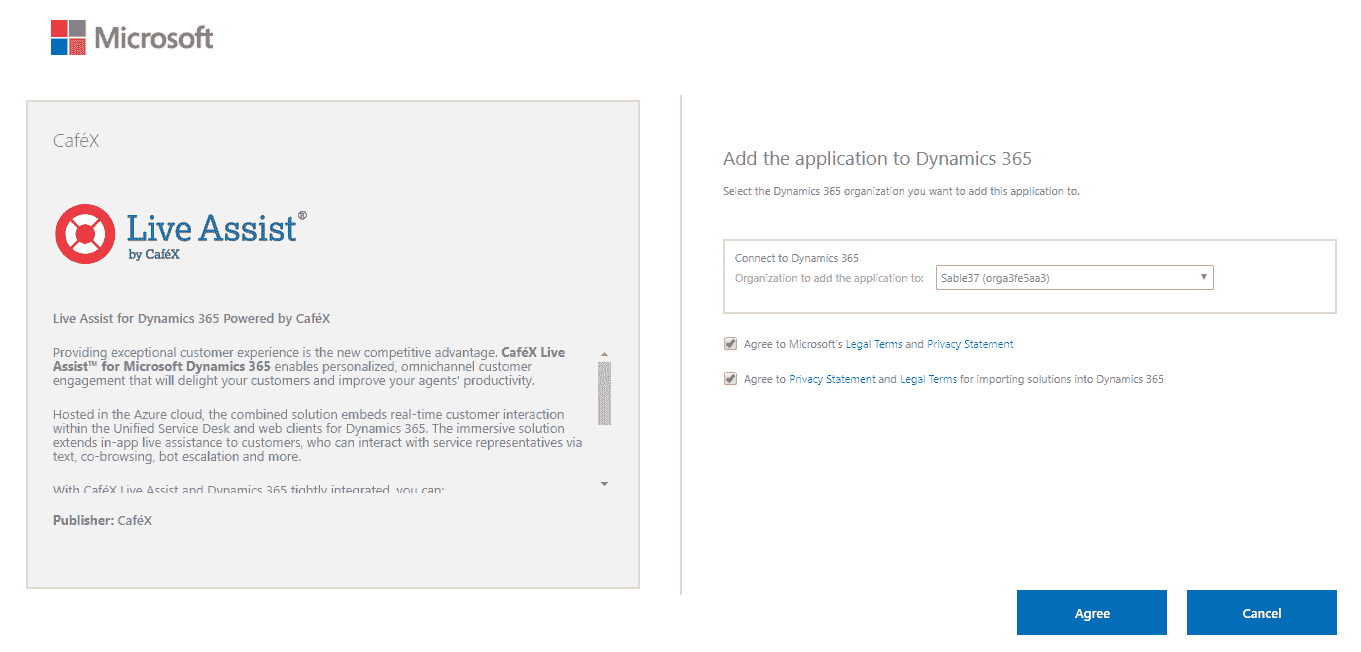 Microsoft
CaféX
Live Assist®
by CaféX
Live Assist for Dynamics 365 Powered by CaféX
Providing exceptional customer experience is the new competitive advantage. CaféX Live
Assist™ for Microsoft Dynamics 365 enables personalized, omnichannel customer
engagement that will delight your customers and improve your agents' productivity.
Hosted in the Azure cloud, the combined solution embeds real-time customer interaction
within the Unified Service Desk and web clients for Dynamics 365. The immersive solution
extends in-app live assistance to customers, who can interact with service representatives via
text, co-browsing, bot escalation and more.
With CaféX Live Assist and Dynamics 365 tightly integrated, you can:
Publisher: CaféX
Add the application to Dynamics 365
Select the Dynamics 365 organization you want to add this application to.
Connect to Dynamics 365
Organization to add the application to: Sable37 (orga3fe5aa3)
Agree to Microsoft's Legal Terms and Privacy Statement
Agree to Privacy Statement and Legal Terms for importing solutions into Dynamics 365
Agree Cancel